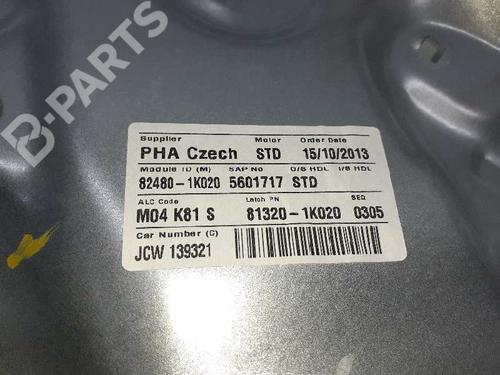 B-PARTS
Supplier Motor Order Date
PHA Czech STD 15/10/2013
Module ID (M) SAP No O/S HDL I/S HDL
82480-1K020 5601717 STD
ALC Code Latch PN SEQ
M04 K81 S 81320-1K020 0305
Car Number (C)
JCW 139321